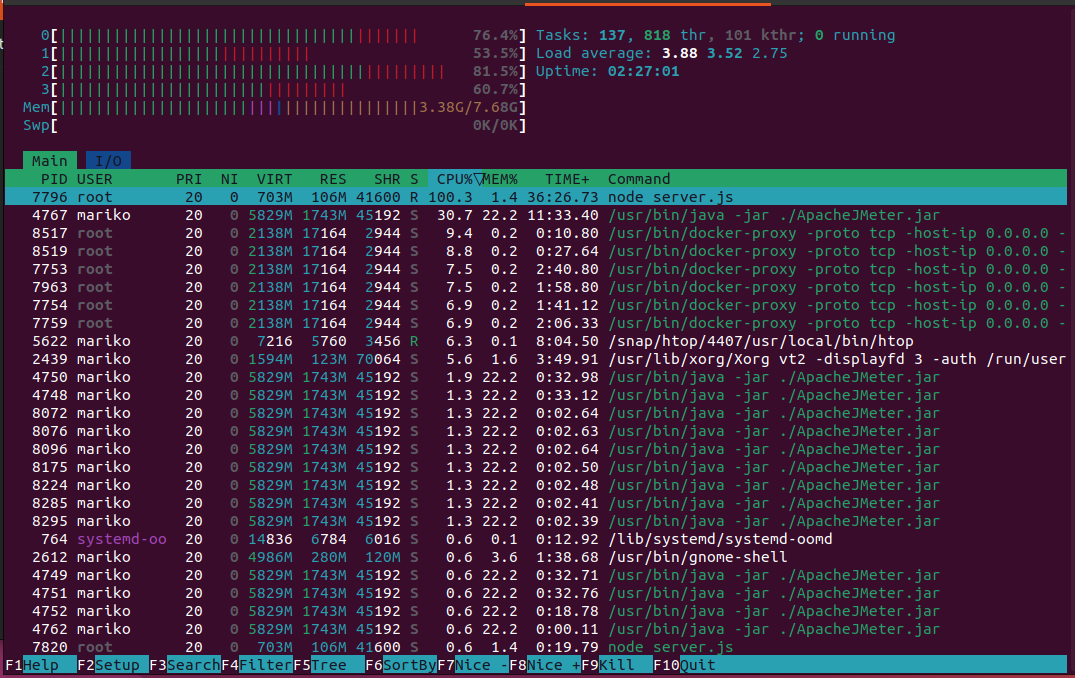 0[|||||||||||||||||||||||||||||||||||||||| 76.4%] Tasks: 137, 818 thr, 101 kthr; 0 running
1[|||||||||||||||||||||||||||| 53.5%] Load average: 3.88 3.52 2.75
2[||||||||||||||||||||||||||||||||||||||||||| 81.5%] Uptime: 02:27:01
3[|||||||||||||||||||||||||||||||| 60.7%]
Mem[||||||||||||||||||||||||||||||||||||||||3.38G/7.68G]
Swp[ 0K/0K]
Main I/O
PID USER PRI NI VIRT RES SHR S CPU%▽MEM% TIME+ Command
7796 root 20 0 703M 106M 41600 R 100.3 1.4 36:26.73 node server.js
4767 mariko 20 0 5829M 1743M 45192 S 30.7 22.2 11:33.40 /usr/bin/java -jar ./ApacheJMeter.jar
8517 root 20 0 2138M 17164 2944 S 9.4 0.2 0:10.80 /usr/bin/docker-proxy -proto tcp -host-ip 0.0.0.0 -
8519 root 20 0 2138M 17164 2944 S 8.8 0.2 0:27.64 /usr/bin/docker-proxy -proto tcp -host-ip 0.0.0.0 -
7753 root 20 0 2138M 17164 2944 S 7.5 0.2 2:40.80 /usr/bin/docker-proxy -proto tcp -host-ip 0.0.0.0 -
7963 root 20 0 2138M 17164 2944 S 7.5 0.2 1:58.80 /usr/bin/docker-proxy -proto tcp -host-ip 0.0.0.0 -
7754 root 20 0 2138M 17164 2944 S 6.9 0.2 1:41.12 /usr/bin/docker-proxy -proto tcp -host-ip 0.0.0.0 -
7759 root 20 0 2138M 17164 2944 S 6.9 0.2 2:06.33 /usr/bin/docker-proxy -proto tcp -host-ip 0.0.0.0 -
5622 mariko 20 0 7216 5760 3456 R 6.3 0.1 8:04.50 /snap/htop/4407/usr/local/bin/htop
2439 mariko 20 0 1594M 123M 70064 S 5.6 1.6 3:49.91 /usr/lib/xorg/Xorg vt2 -displayfd 3 -auth /run/user
4750 mariko 20 0 5829M 1743M 45192 S 1.9 22.2 0:32.98 /usr/bin/java -jar ./ApacheJMeter.jar
4748 mariko 20 0 5829M 1743M 45192 S 1.3 22.2 0:33.12 /usr/bin/java -jar ./ApacheJMeter.jar
8072 mariko 20 0 5829M 1743M 45192 S 1.3 22.2 0:02.64 /usr/bin/java -jar ./ApacheJMeter.jar
8076 mariko 20 0 5829M 1743M 45192 S 1.3 22.2 0:02.63 /usr/bin/java -jar ./ApacheJMeter.jar
8096 mariko 20 0 5829M 1743M 45192 S 1.3 22.2 0:02.64 /usr/bin/java -jar ./ApacheJMeter.jar
8175 mariko 20 0 5829M 1743M 45192 S 1.3 22.2 0:02.50 /usr/bin/java -jar ./ApacheJMeter.jar
8224 mariko 20 0 5829M 1743M 45192 S 1.3 22.2 0:02.48 /usr/bin/java -jar ./ApacheJMeter.jar
8285 mariko 20 0 5829M 1743M 45192 S 1.3 22.2 0:02.41 /usr/bin/java -jar ./ApacheJMeter.jar
8295 mariko 20 0 5829M 1743M 45192 S 1.3 22.2 0:02.39 /usr/bin/java -jar ./ApacheJMeter.jar
764 systemd-oo 20 0 14836 6784 6016 S 0.6 0.1 0:12.92 /lib/systemd/systemd-oomd
2612 mariko 20 0 4986M 280M 120M S 0.6 3.6 1:38.68 /usr/bin/gnome-shell
4749 mariko 20 0 5829M 1743M 45192 S 0.6 22.2 0:32.71 /usr/bin/java -jar ./ApacheJMeter.jar
4751 mariko 20 0 5829M 1743M 45192 S 0.6 22.2 0:32.76 /usr/bin/java -jar ./ApacheJMeter.jar
4752 mariko 20 0 5829M 1743M 45192 S 0.6 22.2 0:18.78 /usr/bin/java -jar ./ApacheJMeter.jar
4762 mariko 20 0 5829M 1743M 45192 S 0.6 22.2 0:00.11 /usr/bin/java -jar ./ApacheJMeter.jar
7820 root 20 0 703M 106M 41600 S 0.6 1.4 0:19.79 node server.js
F1Help F2Setup F3SearchF4FilterF5Tree F6SortByF7Nice -F8Nice +F9Kill F10Quit